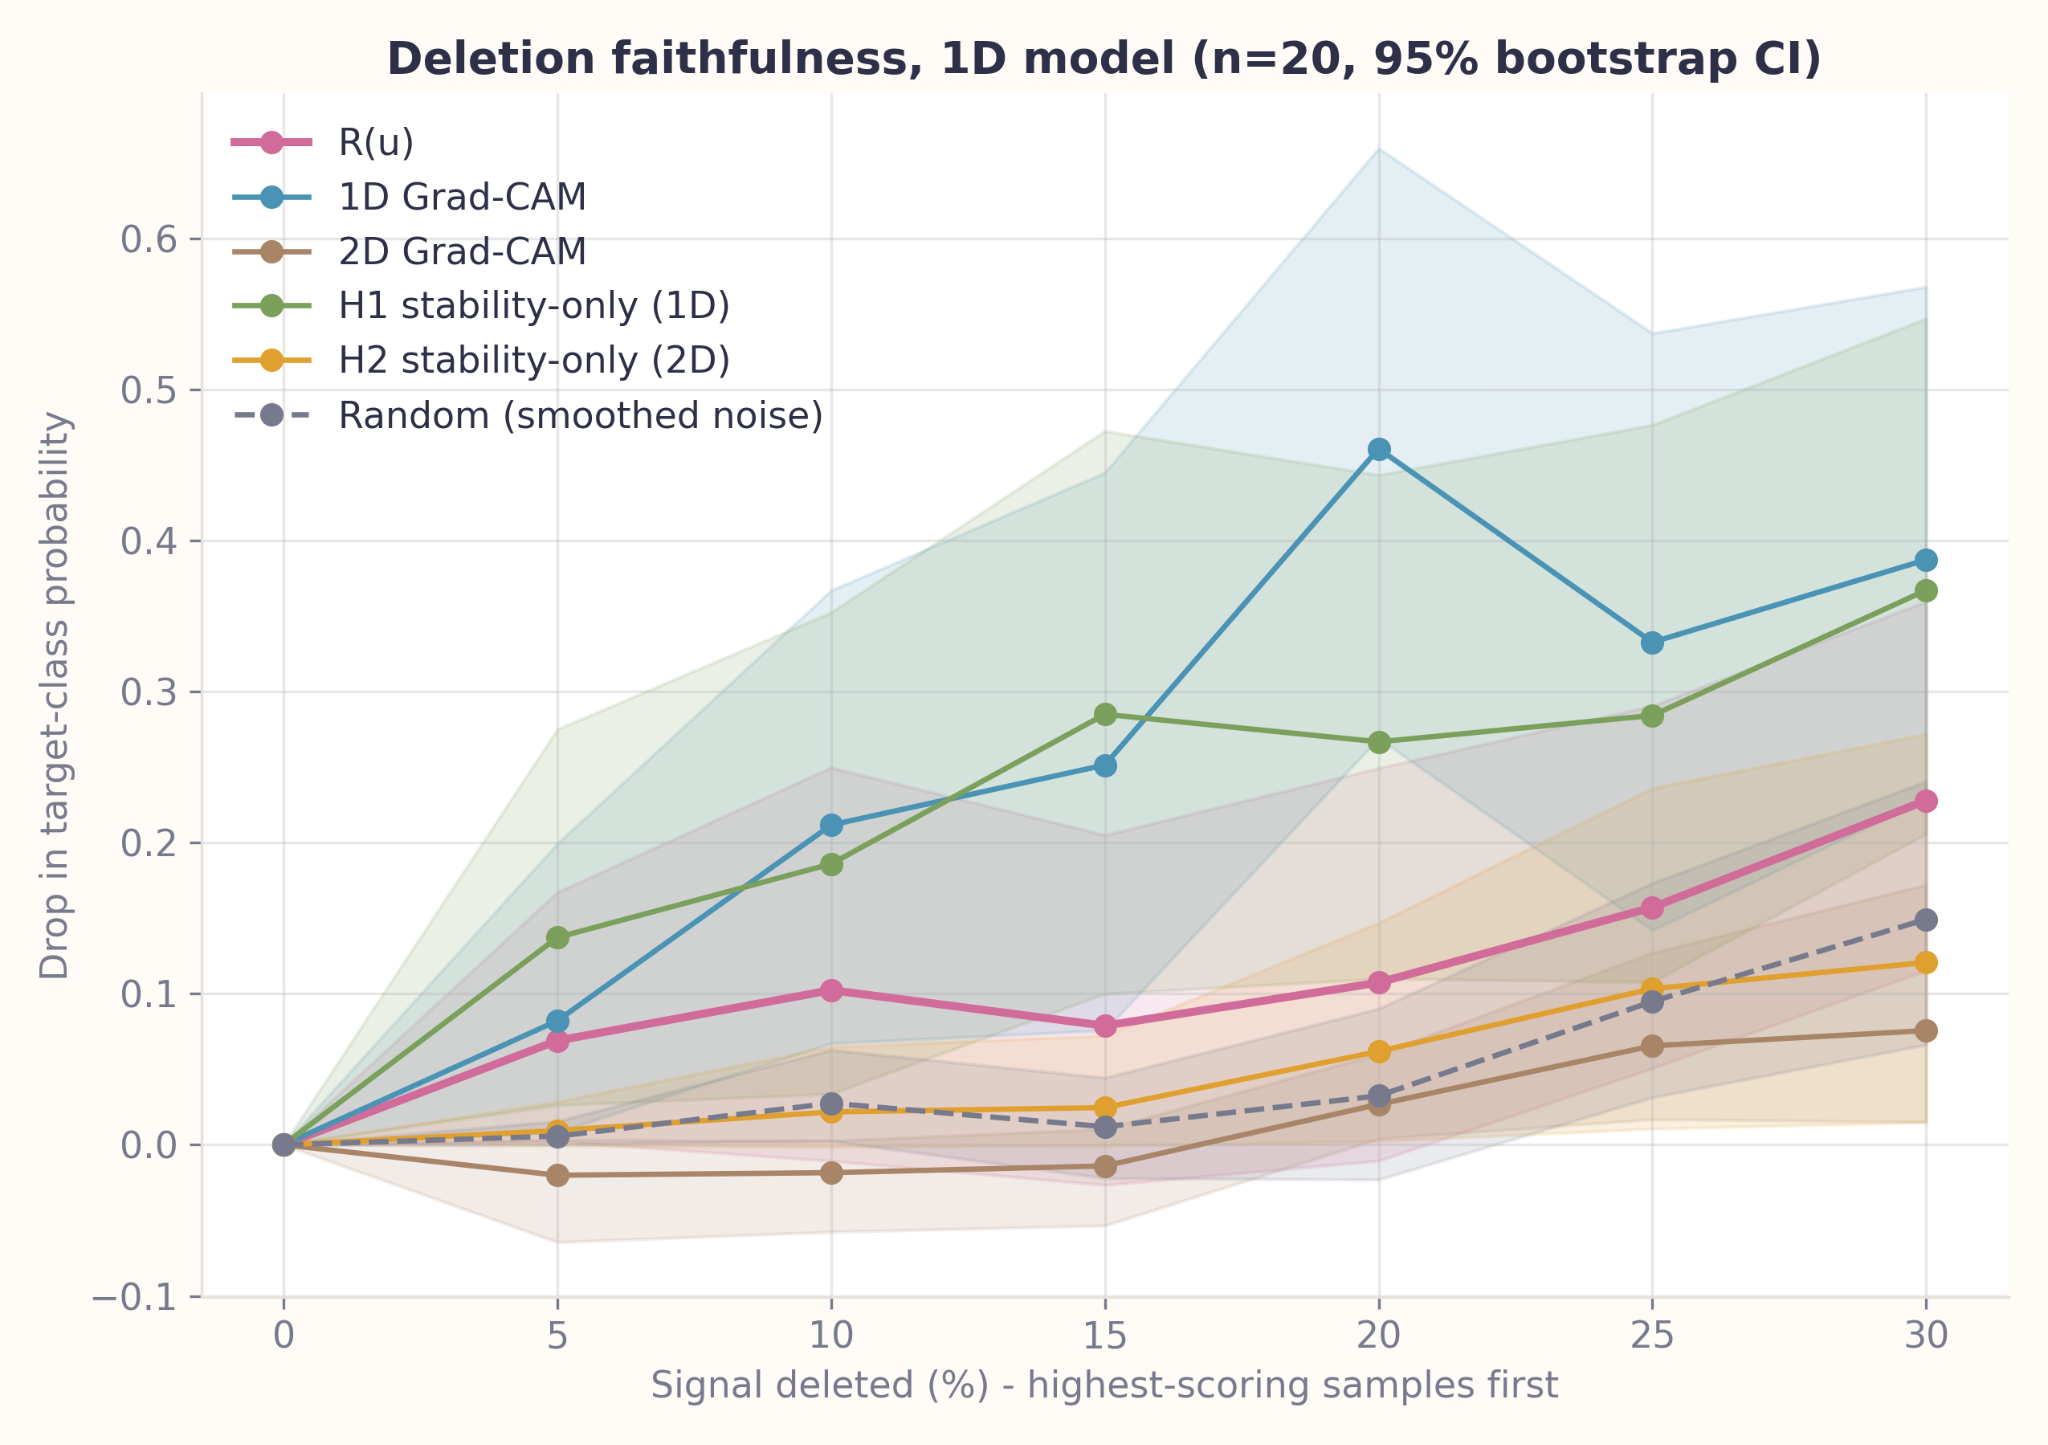 Deletion faithfulness, 1D model (n=20, 95% bootstrap CI)
R(u)
1D Grad-CAM
2D Grad-CAM
H1 stability-only (1D)
H2 stability-only (2D)
Random (smoothed noise)
Drop in target-class probability
0.6
0.5
0.4
0.3
0.2
0.1
0.0
−0.1
0 5 10 15 20 25 30
Signal deleted (%) - highest-scoring samples first